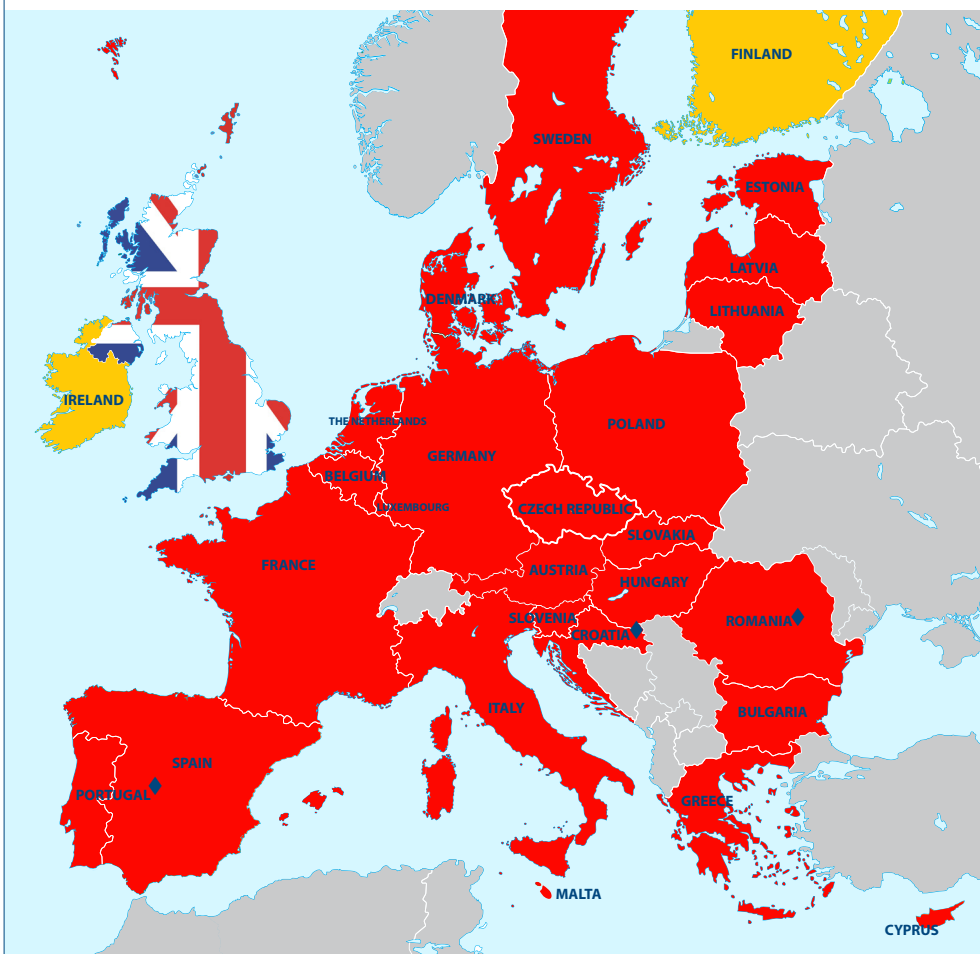 FINLAND
SWEDEN
ESTONIA
LATVIA
DENMARK
LITHUANIA
IRELAND
THE NETHERLANDS
POLAND
GERMANY
BELGIUM
LUXEMBOURG
CZECH REPUBLIC
SLOVAKIA
FRANCE
AUSTRIA
HUNGARY
SLOVENIA
ROMANIA
CROATIA
ITALY
BULGARIA
SPAIN
PORTUGAL
GREECE
MALTA
CYPRUS